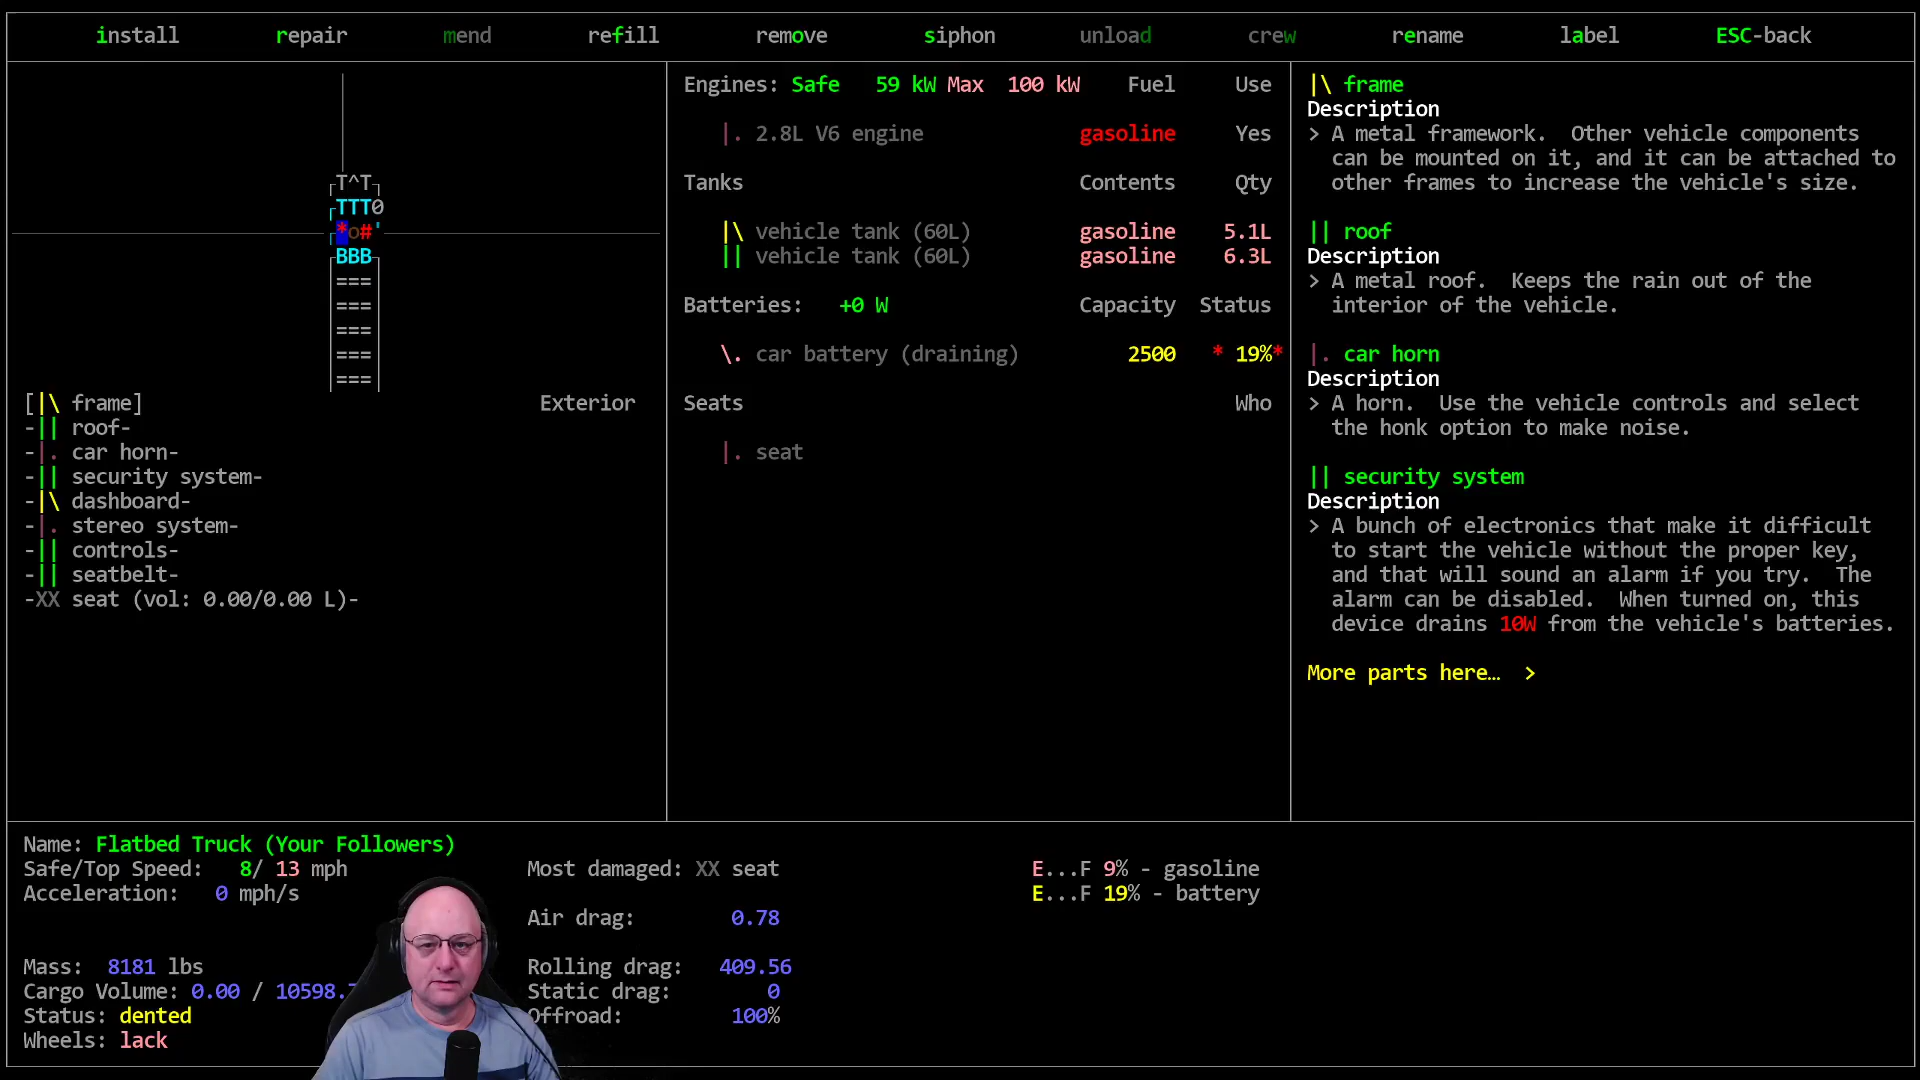 install repair mend refill remove siphon unload crew rename label ESC-back
┌T^T┐
┌TTT0
┌*o#'
┌BBB┐
===
===
===
===
===
[|\ frame] Exterior
-|| roof-
-|. car horn-
-|| security system-
-|\ dashboard-
-|. stereo system-
-|| controls-
-|| seatbelt-
-XX seat (vol: 0.00/0.00 L)-
Engines: Safe 59 kW Max 100 kW Fuel Use
|. 2.8L V6 engine gasoline Yes
Tanks Contents Qty
|\ vehicle tank (60L) gasoline 5.1L
|| vehicle tank (60L) gasoline 6.3L
Batteries: +0 W Capacity Status
\. car battery (draining) 2500 * 19%*
Seats Who
|. seat
|\ frame
Description
> A metal framework. Other vehicle components
can be mounted on it, and it can be attached to
other frames to increase the vehicle's size.
|| roof
Description
> A metal roof. Keeps the rain out of the
interior of the vehicle.
|. car horn
Description
> A horn. Use the vehicle controls and select
the honk option to make noise.
|| security system
Description
> A bunch of electronics that make it difficult
to start the vehicle without the proper key,
and that will sound an alarm if you try. The
alarm can be disabled. When turned on, this
device drains 10W from the vehicle's batteries.
More parts here… >
Name: Flatbed Truck (Your Followers)
Safe/Top Speed: 8/ 13 mph
Acceleration: 0 mph/s
Mass: 8181 lbs
Cargo Volume: 0.00 / 10598.
Status: dented
Wheels: lack
Most damaged: XX seat
Air drag: 0.78
Rolling drag: 409.56
Static drag: 0
Offroad: 100%
E...F 9% - gasoline
E...F 19% - battery